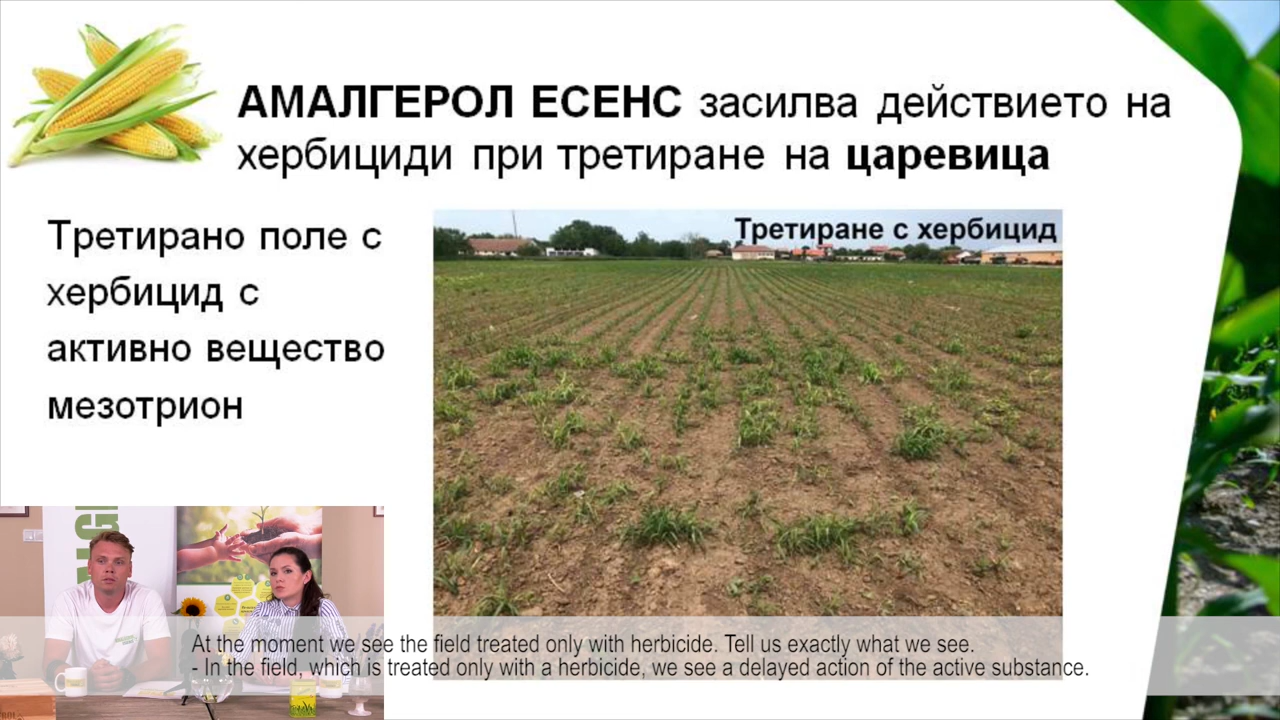 АМАЛГЕРОЛ ЕСЕНС засилва действието на
хербициди при третиране на царевица
Третирано поле с
хербицид с
активно вещество
мезотрион
Третиране с хербицид
At the moment we see the field treated only with herbicide. Tell us exactly what we see.
- In the field, which is treated only with a herbicide, we see a delayed action of the active substance.